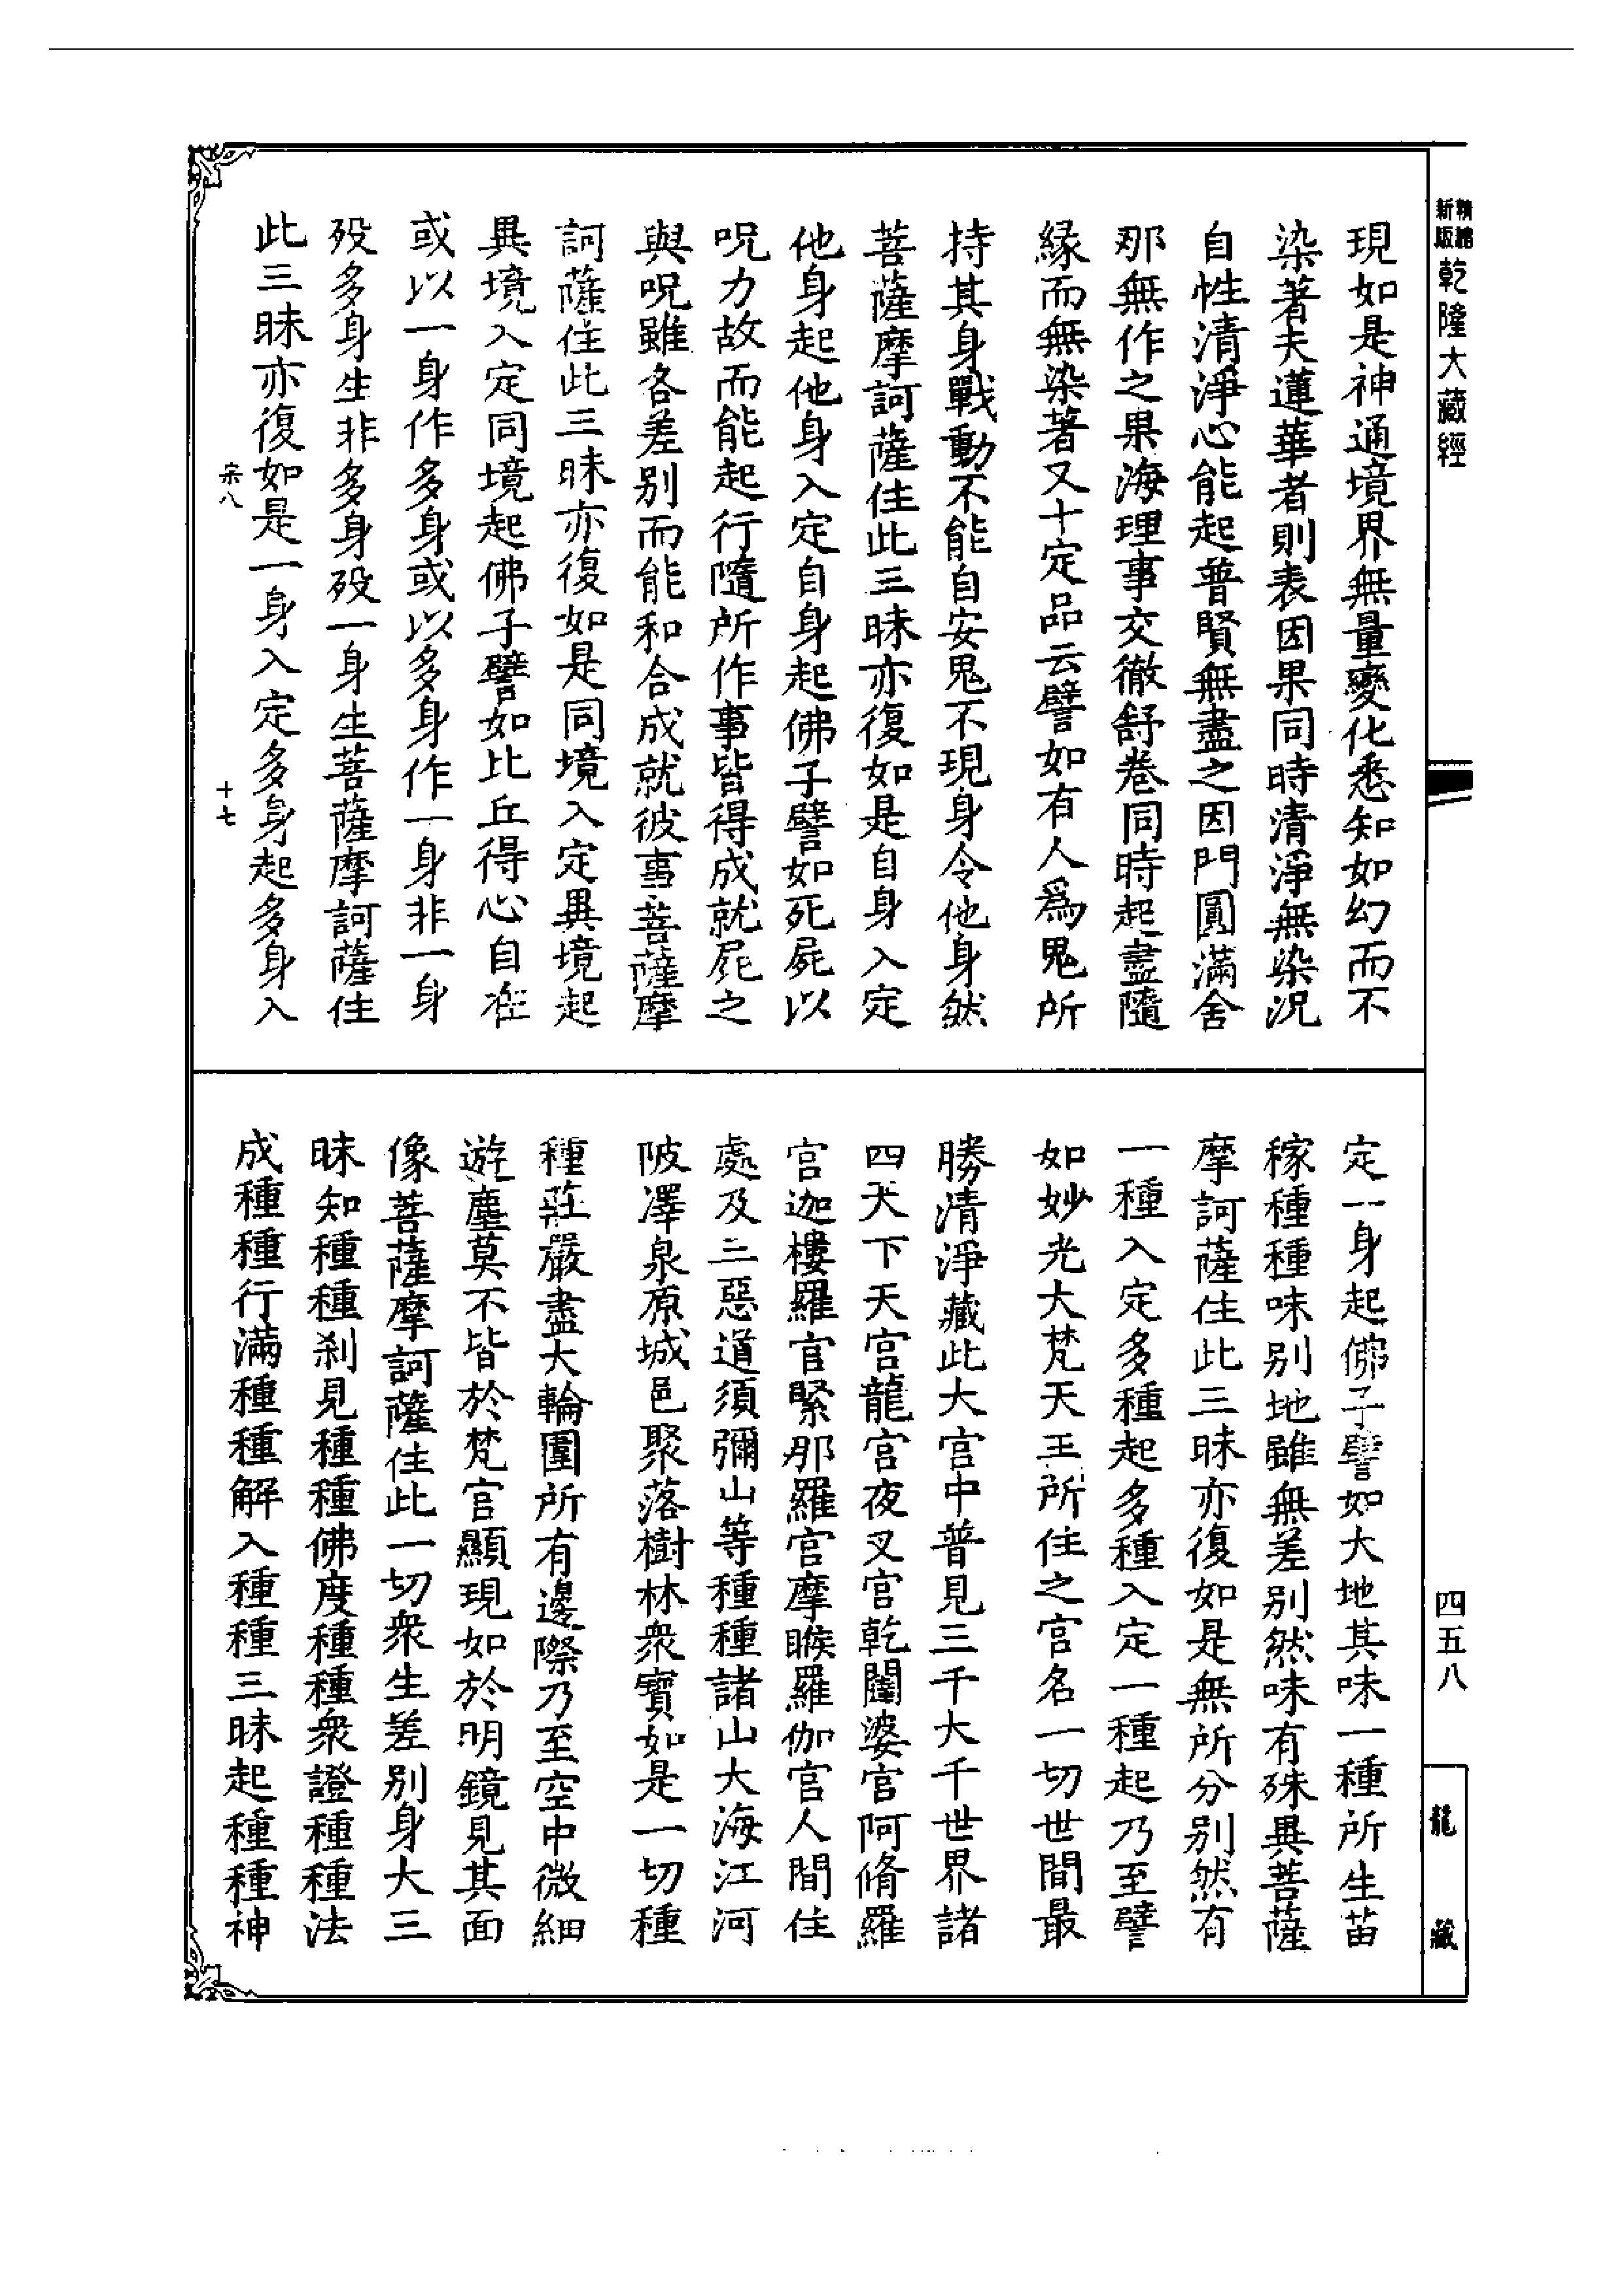 新版精縮乾隆大藏經
現如是神通境界無量變化悉知如幻而不
染著夫蓮華者則表因果同時清淨無染況
自性清淨心能起普賢無盡之因門圓滿舍
那無作之果海理事交徹舒卷同時起盡隨
緣而無染著又十定品云譬如有人為鬼所
持其身戰動不能自安鬼不現身令他身然
菩薩摩訶薩住此三昧亦復如是自身入定
他身起他身入定自身起佛子譬如死屍以
呪力故而能起行隨所作事皆得成就屍之
與呪雖各差别而能和合成就彼事菩薩摩
訶薩住此三昧亦復如是同境入定異境起
異境入定同境起佛子譬如比丘得心自在
或以一身作多身或以多身作一身非一身
歿多身生非多身歿一身生菩薩摩訶薩住
此三昧亦復如是一身入定多身起多身入
宋八
十七
定一身起佛子譬如大地其味一種所生苗
稼種種味别地雖無差别然味有殊異菩薩
摩訶薩住此三昧亦復如是無所分别然有
一種入定多種起多種入定一種起乃至譬
如妙光大梵天王所住之宫名一切世間最
勝清淨藏此大宫中普見三千大千世界諸
四天下天宫龍宫夜叉宫乾闥婆宫阿脩羅
宫迦樓羅宫緊那羅宫摩睺羅伽宫人間住
處及三惡道須彌山等種種諸山大海江河
陂澤泉原城邑聚落樹林衆寶如是一切種
種莊嚴盡大輪圍所有邊際乃至空中微細
遊塵莫不皆於梵宫顯現如於明鏡見其面
像菩薩摩訶薩住此一切衆生差别身大三
昧知種種刹見種種佛度種種衆證種種法
成種種行滿種種解入種種三昧起種種神
四五八
龍藏